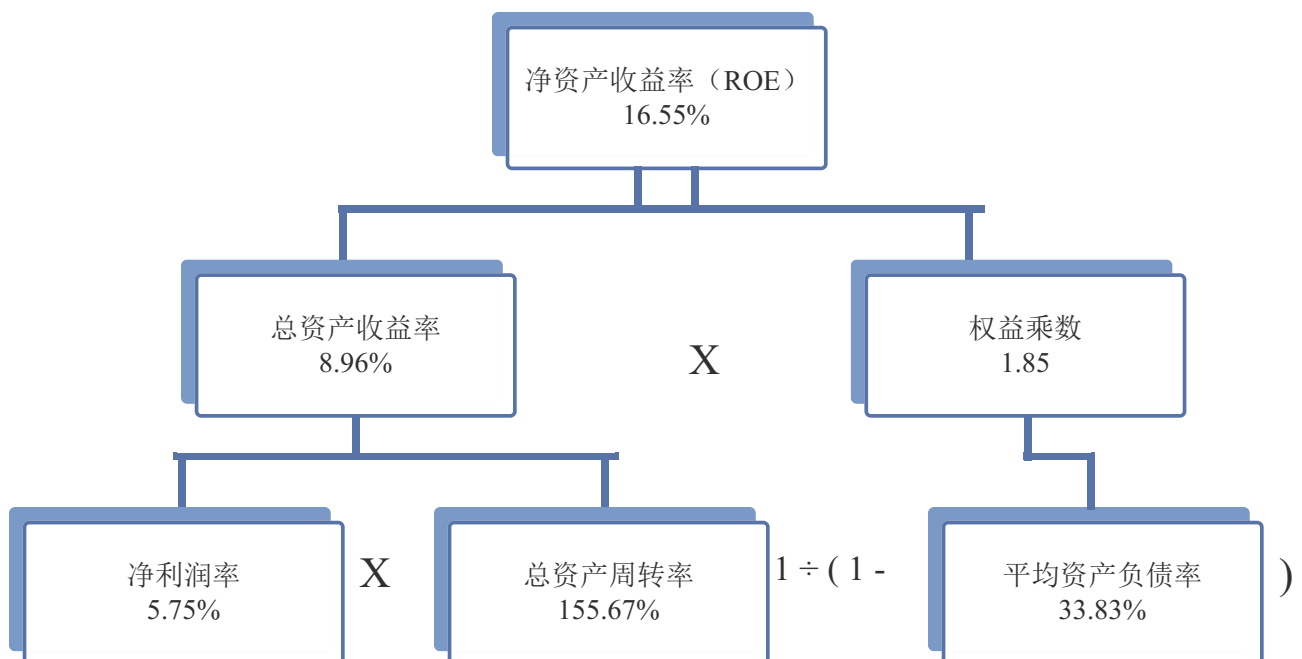 净资产收益率（ROE）
16.55%
总资产收益率
8.96%
X
权益乘数
1.85
净利润率
5.75%
X
总资产周转率
155.67%
1 ÷ ( 1 -
平均资产负债率
33.83%
)